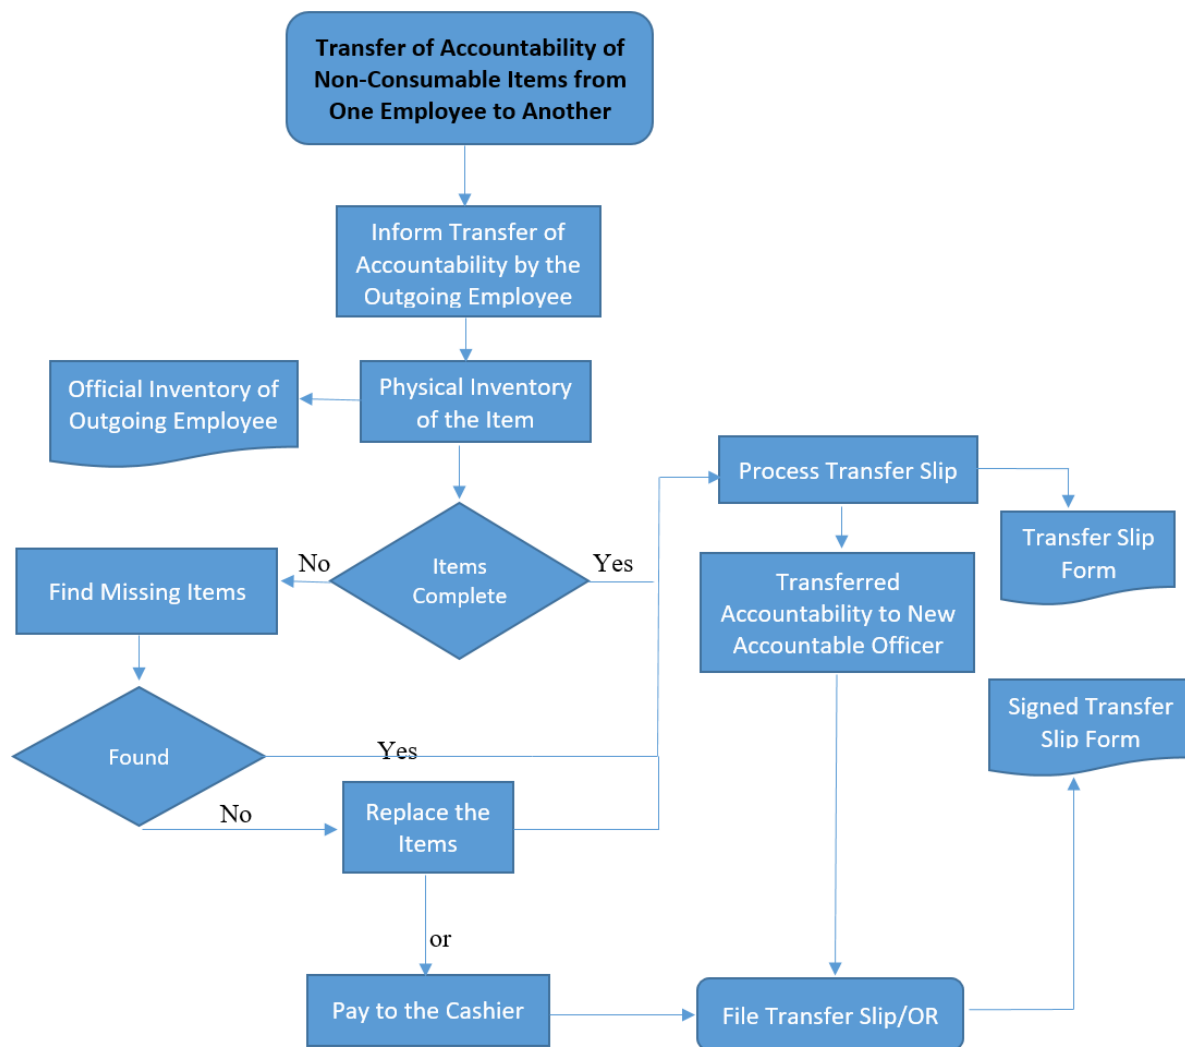 Transfer of Accountability of
Non-Consumable Items from
One Employee to Another
Inform Transfer of
Accountability by the
Outgoing Employee
Official Inventory of
Outgoing Employee
Physical Inventory
of the Item
Process Transfer Slip
Transfer Slip
Form
No
Items
Complete
Yes
Find Missing Items
Transferred
Accountability to New
Accountable Officer
Signed Transfer
Slip Form
Found
Yes
No
Replace the
Items
or
Pay to the Cashier
File Transfer Slip/OR